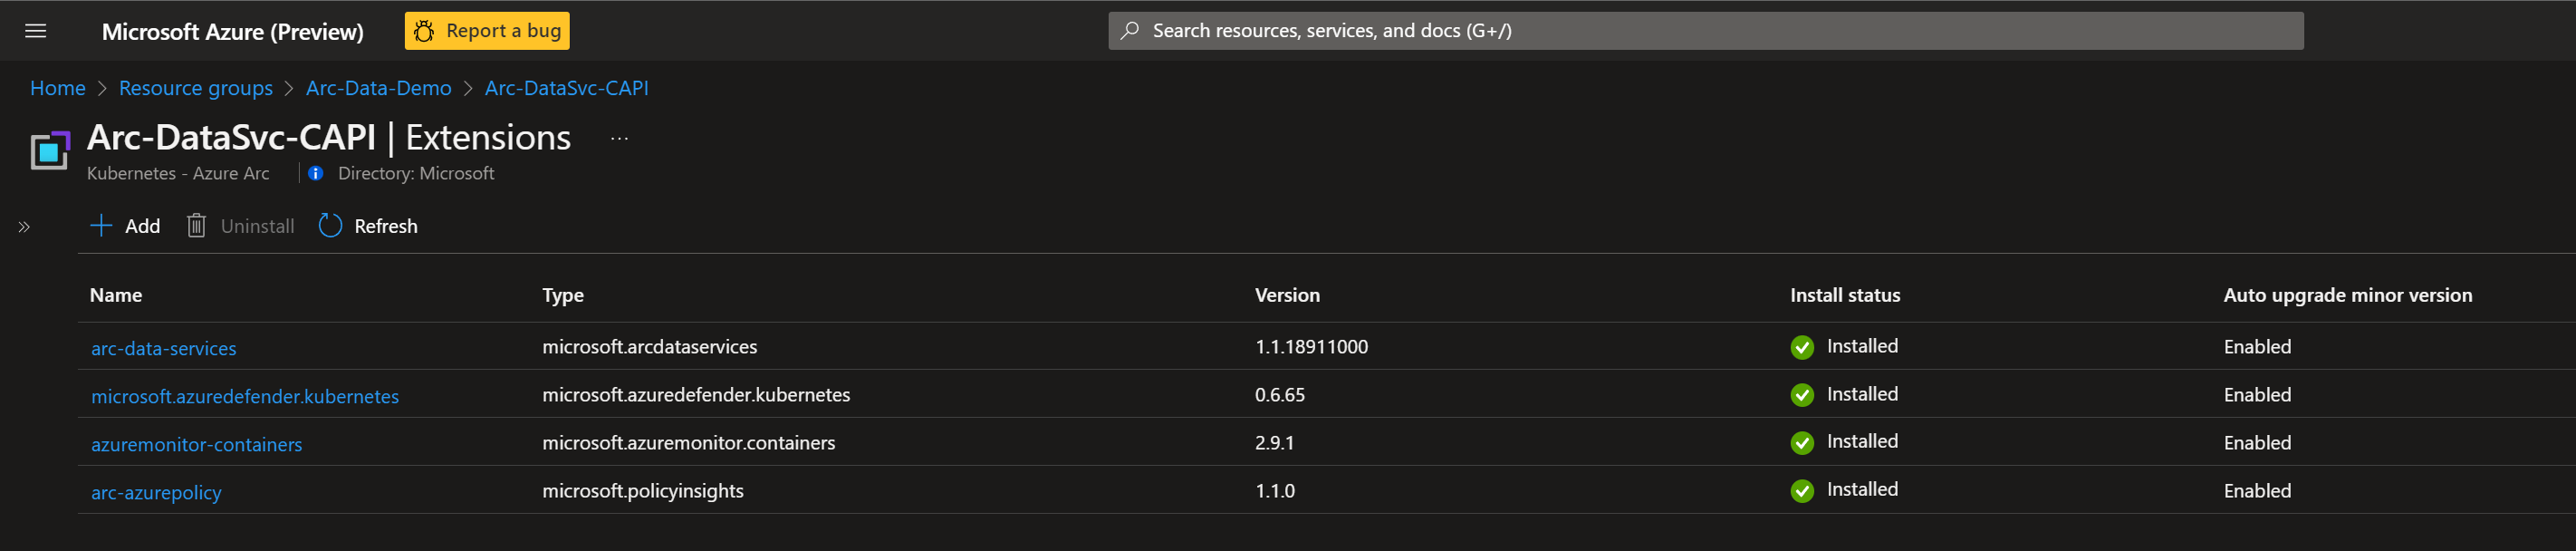 Microsoft Azure (Preview) Report a bug Search resources, services, and docs (G+/)
Home > Resource groups > Arc-Data-Demo > Arc-DataSvc-CAPI
Arc-DataSvc-CAPI | Extensions ...
Kubernetes - Azure Arc | Directory: Microsoft
Add Uninstall Refresh
Name Type Version Install status Auto upgrade minor version
arc-data-services microsoft.arcdataservices 1.1.18911000 Installed Enabled
microsoft.azuredefender.kubernetes microsoft.azuredefender.kubernetes 0.6.65 Installed Enabled
azuremonitor-containers microsoft.azuremonitor.containers 2.9.1 Installed Enabled
arc-azurepolicy microsoft.policyinsights 1.1.0 Installed Enabled